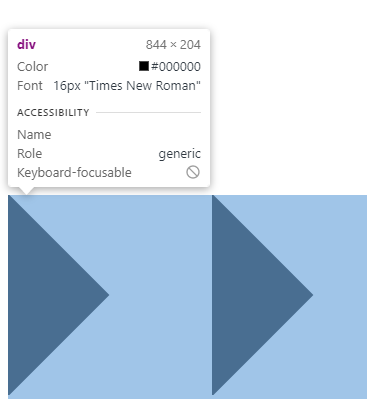 div 844 × 204
Color #000000
Font 16px "Times New Roman"
ACCESSIBILITY
Name
Role generic
Keyboard-focusable